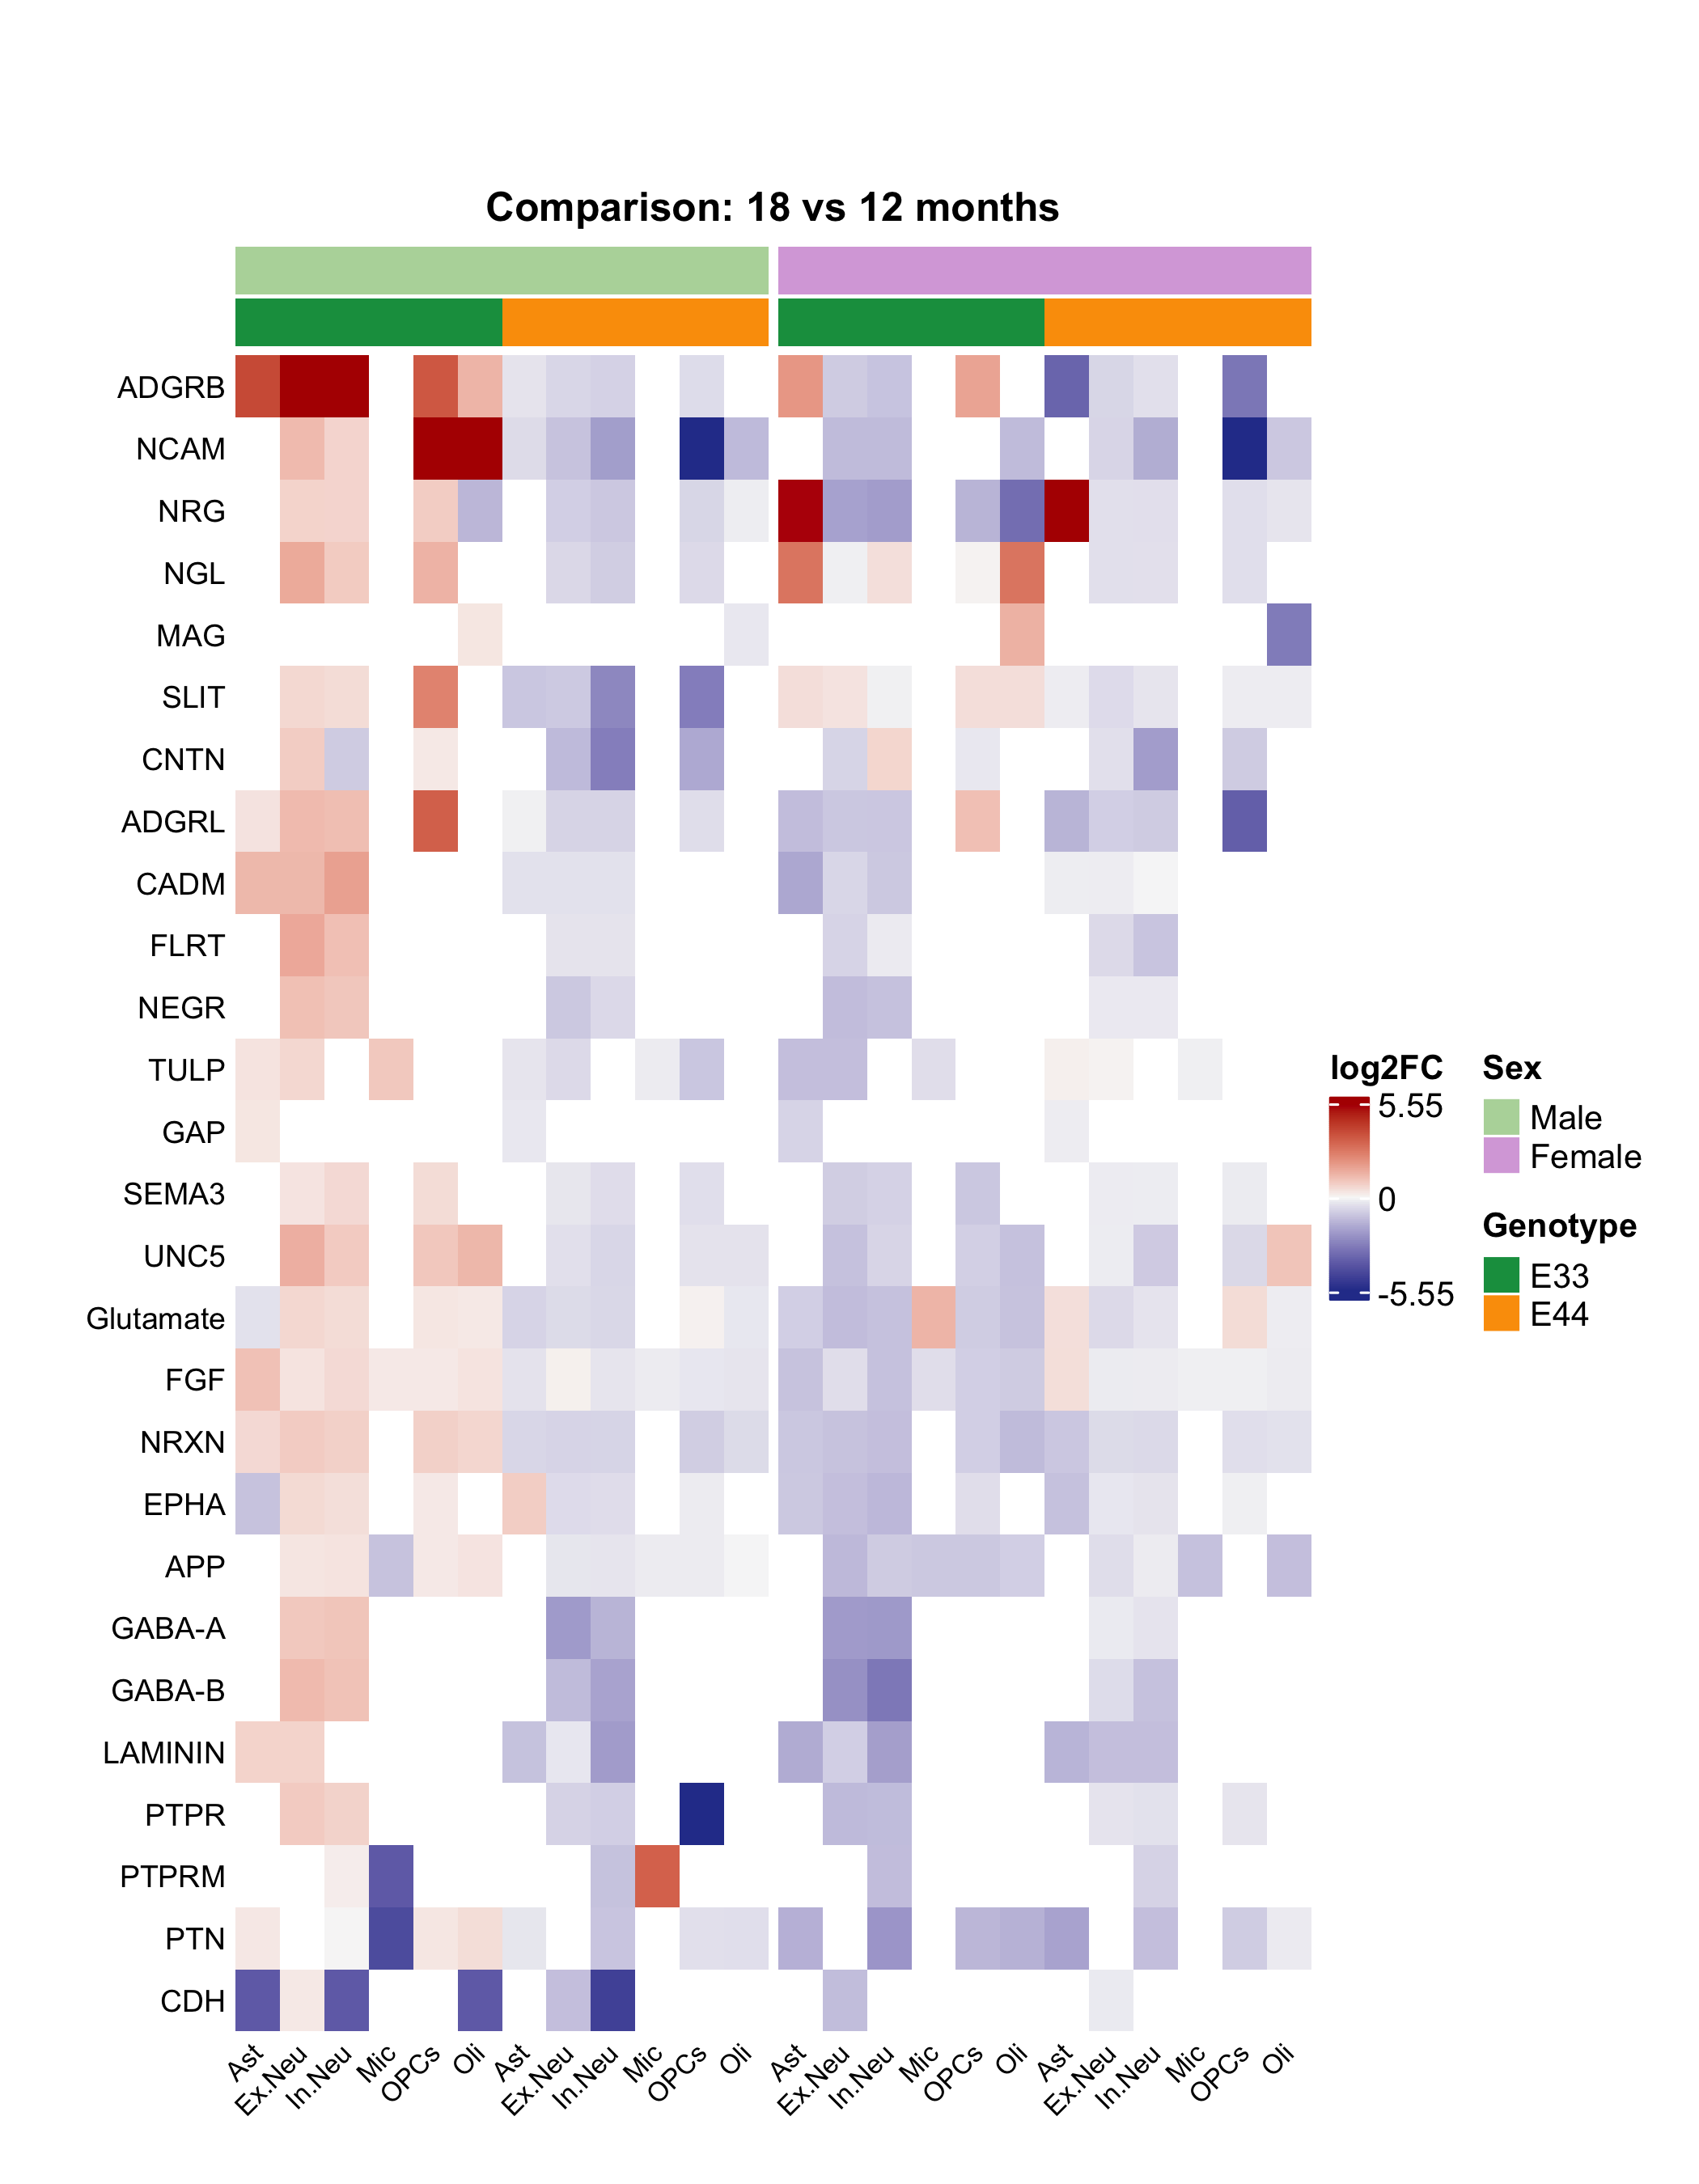 Comparison: 18 vs 12 months
ADGRB
NCAM
NRG
NGL
MAG
SLIT
CNTN
ADGRL
CADM
FLRT
NEGR
TULP
GAP
SEMA3
UNC5
Glutamate
FGF
NRXN
EPHA
APP
GABA-A
GABA-B
LAMININ
PTPR
PTPRM
PTN
CDH
Ast Ex.Neu In.Neu Mic OPCs Oli Ast Ex.Neu In.Neu Mic OPCs Oli Ast Ex.Neu In.Neu Mic OPCs Oli Ast Ex.Neu In.Neu Mic OPCs Oli
log2FC
5.55
0
-5.55
Sex
Male
Female
Genotype
E33
E44